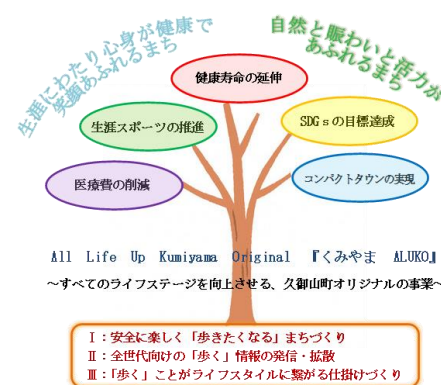 生涯にわたり心身が健康で
笑顔あふれるまち
自然と賑わいと活力が
あふれるまち
健康寿命の延伸
生涯スポーツの推進
SDGsの目標達成
医療費の削減
コンパクトタウンの実現
All Life Up Kumiyama Original 『くみやま ALUKO』
～すべてのライフステージを向上させる、久御山町オリジナルの事業～
Ⅰ：安全に楽しく「歩きたくなる」まちづくり
Ⅱ：全世代向けの「歩く」情報の発信・拡散
Ⅲ：「歩く」ことがライフスタイルに繋がる仕掛けづくり